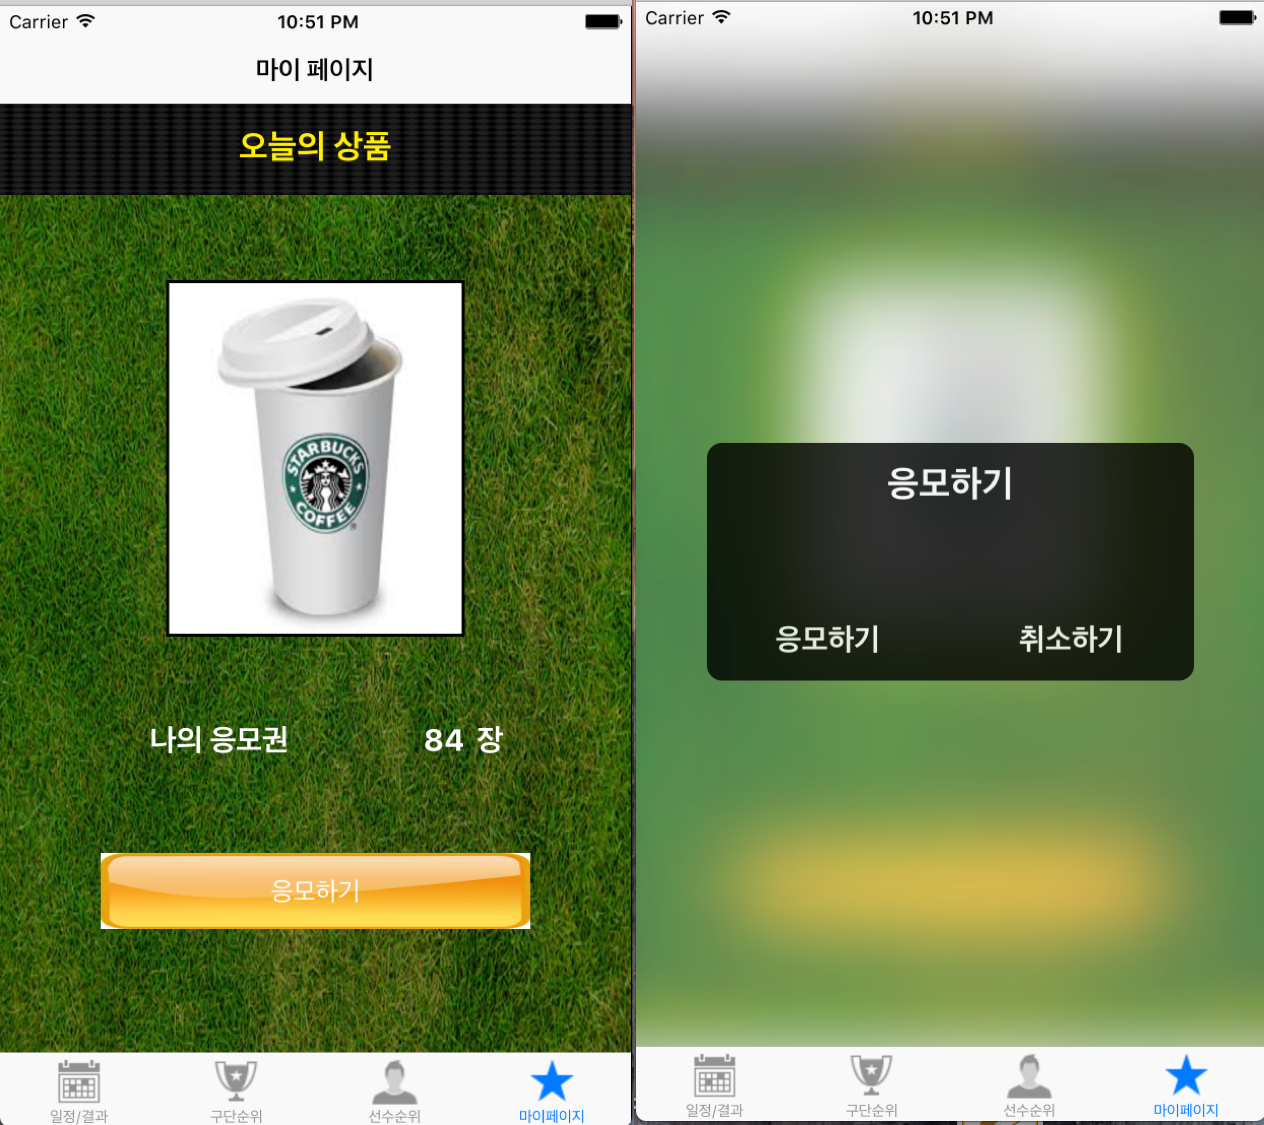 Carrier 10:51 PM
마이 페이지
오늘의 상품
STARBUCKS
COFFEE
®
나의 응모권 84 장
응모하기
일정/결과 구단순위 선수순위 마이페이지
Carrier 10:51 PM
응모하기
응모하기 취소하기
일정/결과 구단순위 선수순위 마이페이지